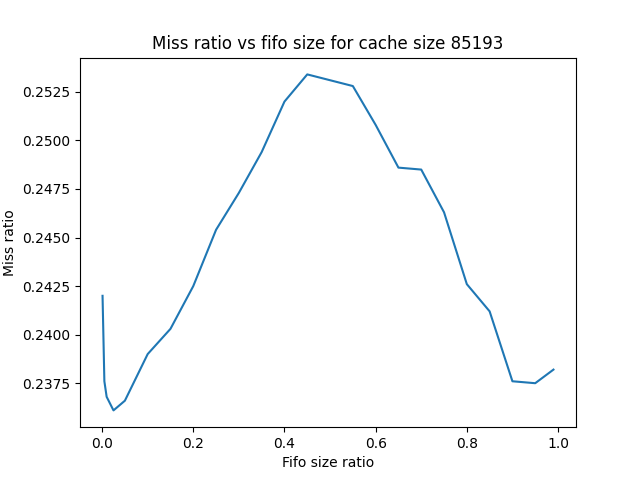 Miss ratio vs fifo size for cache size 85193
0.2525
0.2500
0.2475
0.2450
0.2425
0.2400
0.2375
Miss ratio
0.0 0.2 0.4 0.6 0.8 1.0
Fifo size ratio